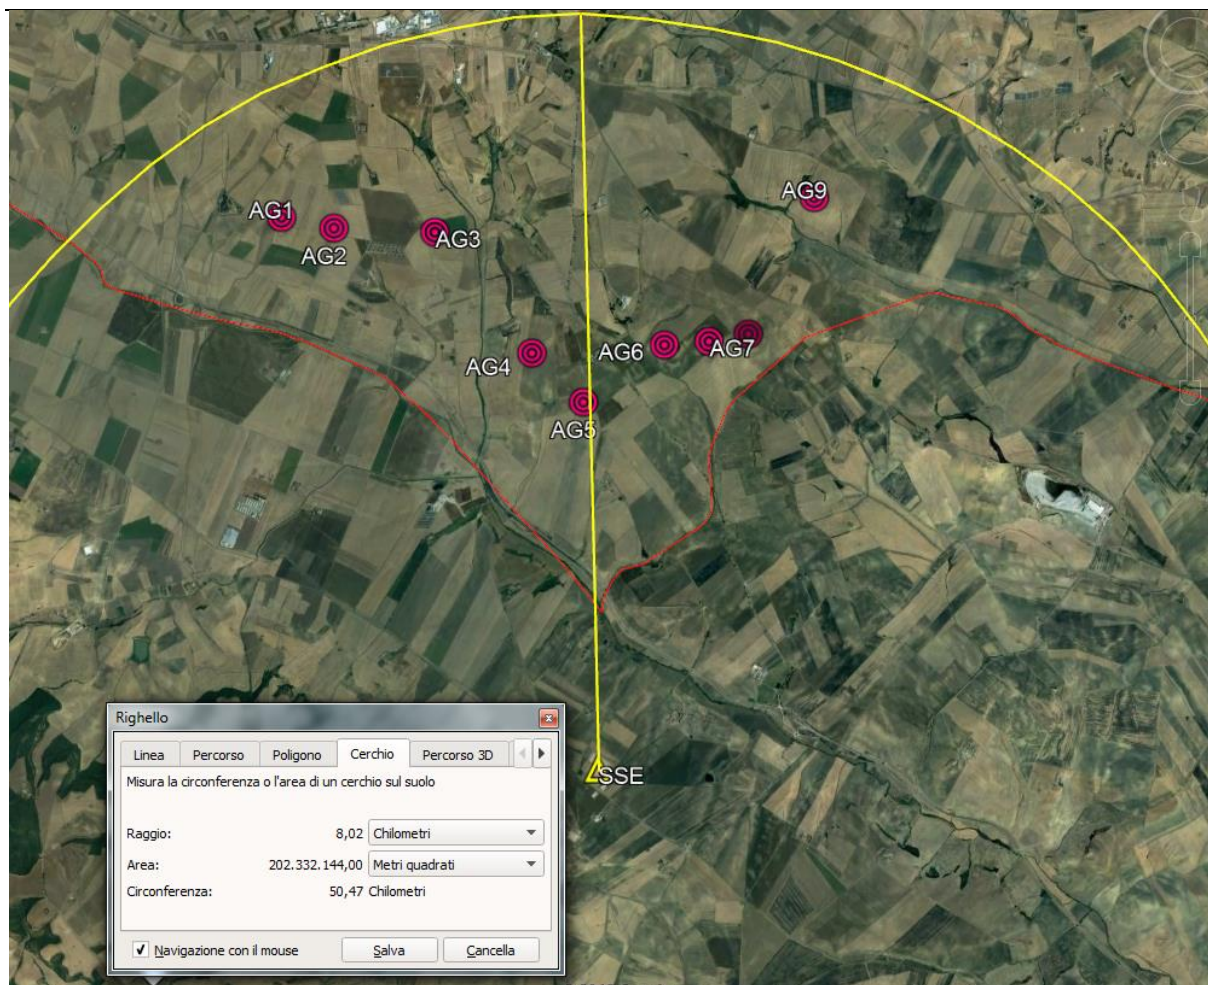 AG1
AG2
AG3
AG9
AG4
AG6
AG7
AG5
SSE
Righello
Linea Percorso Poligono Cerchio Percorso 3D
Misura la circonferenza o l'area di un cerchio sul suolo
Raggio: 8,02 Chilometri
Area: 202.332.144,00 Metri quadrati
Circonferenza: 50,47 Chilometri
Navigazione con il mouse Salva Cancella